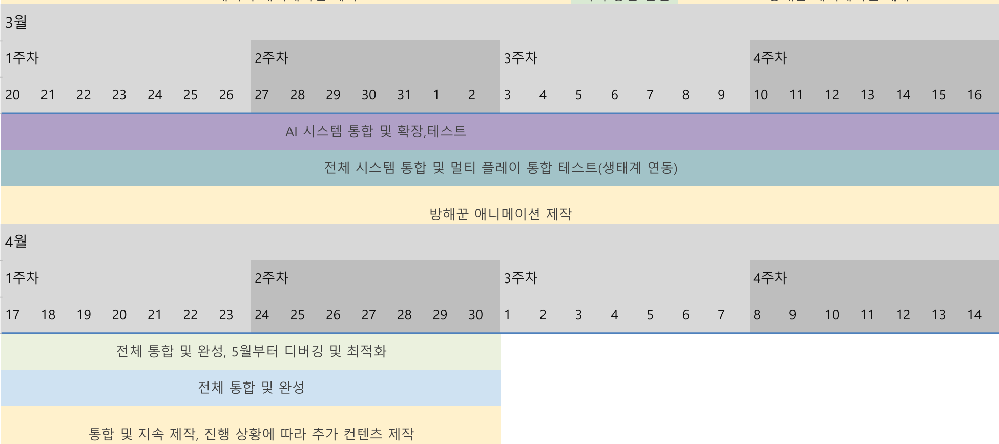 3월
1주차 2주차 3주차 4주차
20 21 22 23 24 25 26 27 28 29 30 31 1 2 3 4 5 6 7 8 9 10 11 12 13 14 15 16
AI 시스템 통합 및 확장,테스트
전체 시스템 통합 및 멀티 플레이 통합 테스트(생태계 연동)
방해꾼 애니메이션 제작
4월
1주차 2주차 3주차 4주차
17 18 19 20 21 22 23 24 25 26 27 28 29 30 1 2 3 4 5 6 7 8 9 10 11 12 13 14
전체 통합 및 완성, 5월부터 디버깅 및 최적화
전체 통합 및 완성
통합 및 지속 제작, 진행 상황에 따라 추가 컨텐츠 제작